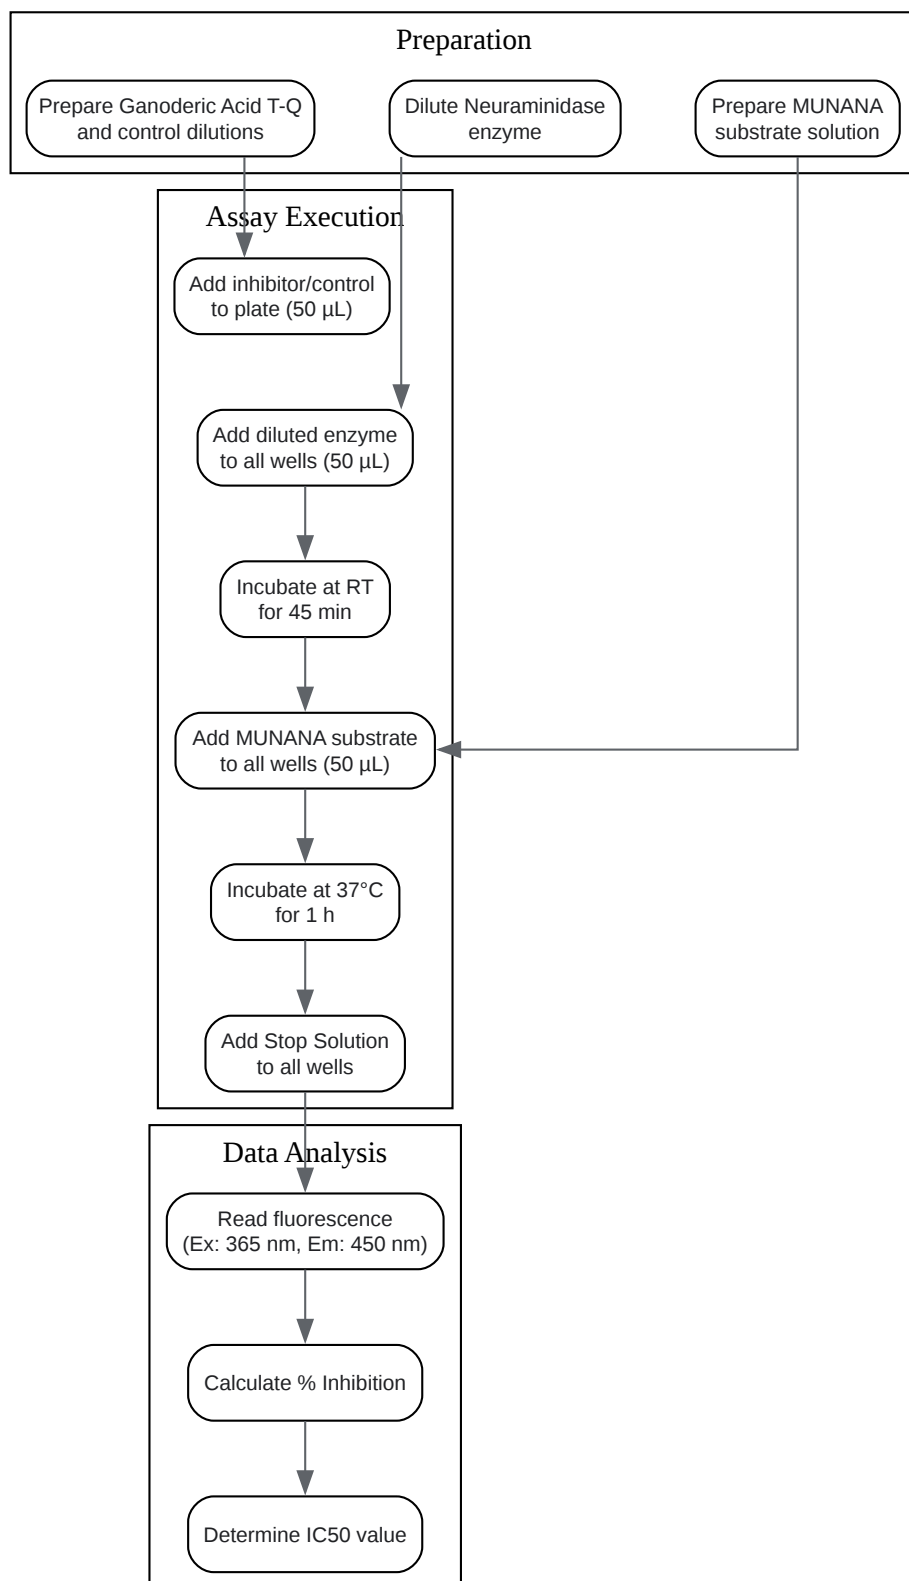 Preparation
Prepare Ganoderic Acid T-Q
and control dilutions
Dilute Neuraminidase
enzyme
Prepare MUNANA
substrate solution
Assay Execution
Add inhibitor/control
to plate (50 µL)
Add diluted enzyme
to all wells (50 µL)
Incubate at RT
for 45 min
Add MUNANA substrate
to all wells (50 µL)
Incubate at 37°C
for 1 h
Add Stop Solution
to all wells
Data Analysis
Read fluorescence
(Ex: 365 nm, Em: 450 nm)
Calculate % Inhibition
Determine IC50 value